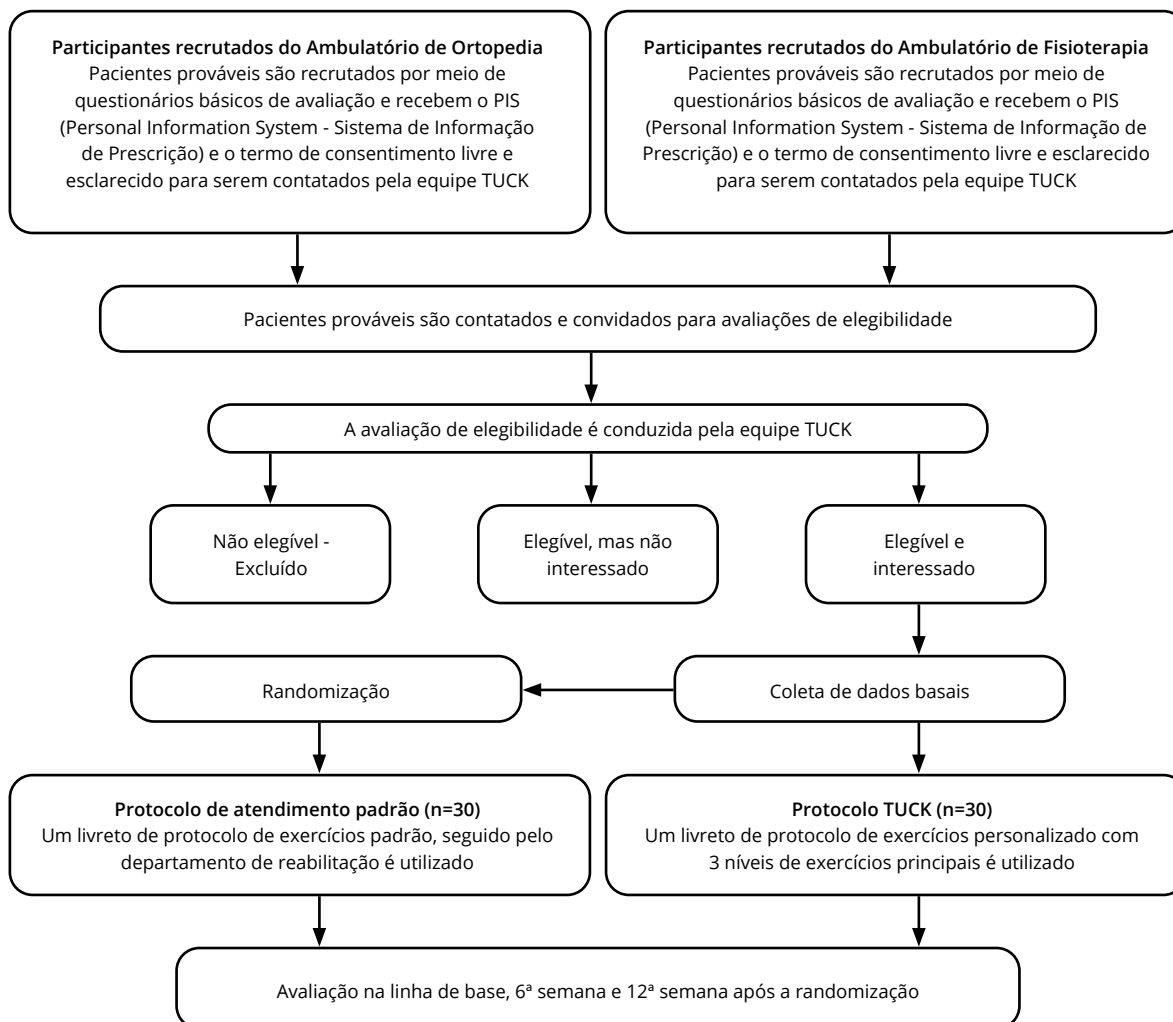 Participantes recrutados do Ambulatório de Ortopedia
Pacientes prováveis são recrutados por meio de
questionários básicos de avaliação e recebem o PIS
(Personal Information System - Sistema de Informação
de Prescrição) e o termo de consentimento livre e
esclarecido para serem contatados pela equipe TUCK
Participantes recrutados do Ambulatório de Fisioterapia
Pacientes prováveis são recrutados por meio de
questionários básicos de avaliação e recebem o PIS
(Personal Information System - Sistema de Informação de
Prescrição) e o termo de consentimento livre e esclarecido
para serem contatados pela equipe TUCK
Pacientes prováveis são contatados e convidados para avaliações de elegibilidade
A avaliação de elegibilidade é conduzida pela equipe TUCK
Não elegível -
Excluído
Elegível, mas não
interessado
Elegível e
interessado
Randomização
Coleta de dados basais
Protocolo de atendimento padrão (n=30)
Um livreto de protocolo de exercícios padrão, seguido pelo
departamento de reabilitação é utilizado
Protocolo TUCK (n=30)
Um livreto de protocolo de exercícios personalizado com
3 níveis de exercícios principais é utilizado
Avaliação na linha de base, 6ª semana e 12ª semana após a randomização